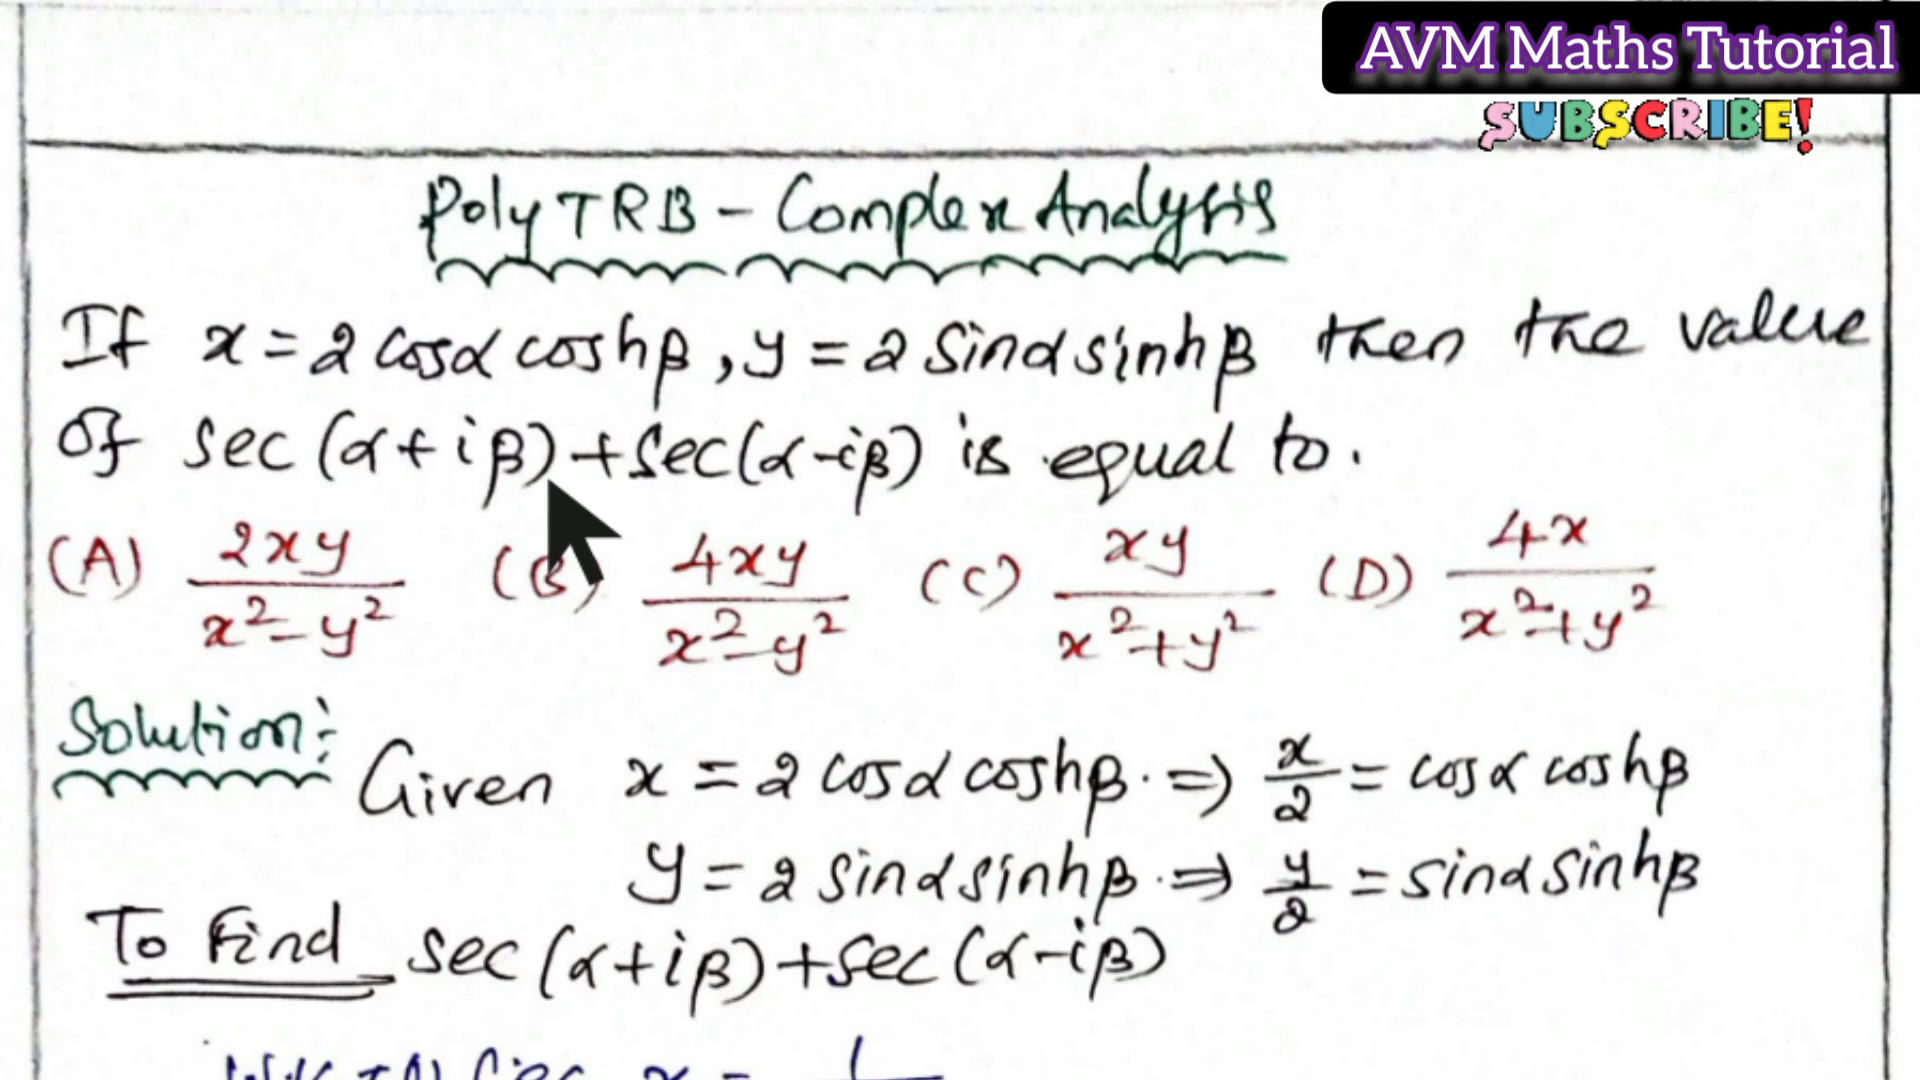 AVM Maths Tutorial
SUBSCRIBE!
Poly TRB - Complex Analysis
If x = 2 cosα coshβ, y = 2 sinα sinhβ then the value
of sec(α+iβ)+sec(α-iβ) is equal to.
(A) 2xy / x²-y² (B) 4xy / x²-y² (C) xy / x²+y² (D) 4x / x²+y²
Solution:
Given x = 2 cosα coshβ. ⇒ x/2 = cosα coshβ
y = 2 sinα sinhβ. ⇒ y/2 = sinα sinhβ
To Find sec(α+iβ)+sec(α-iβ)